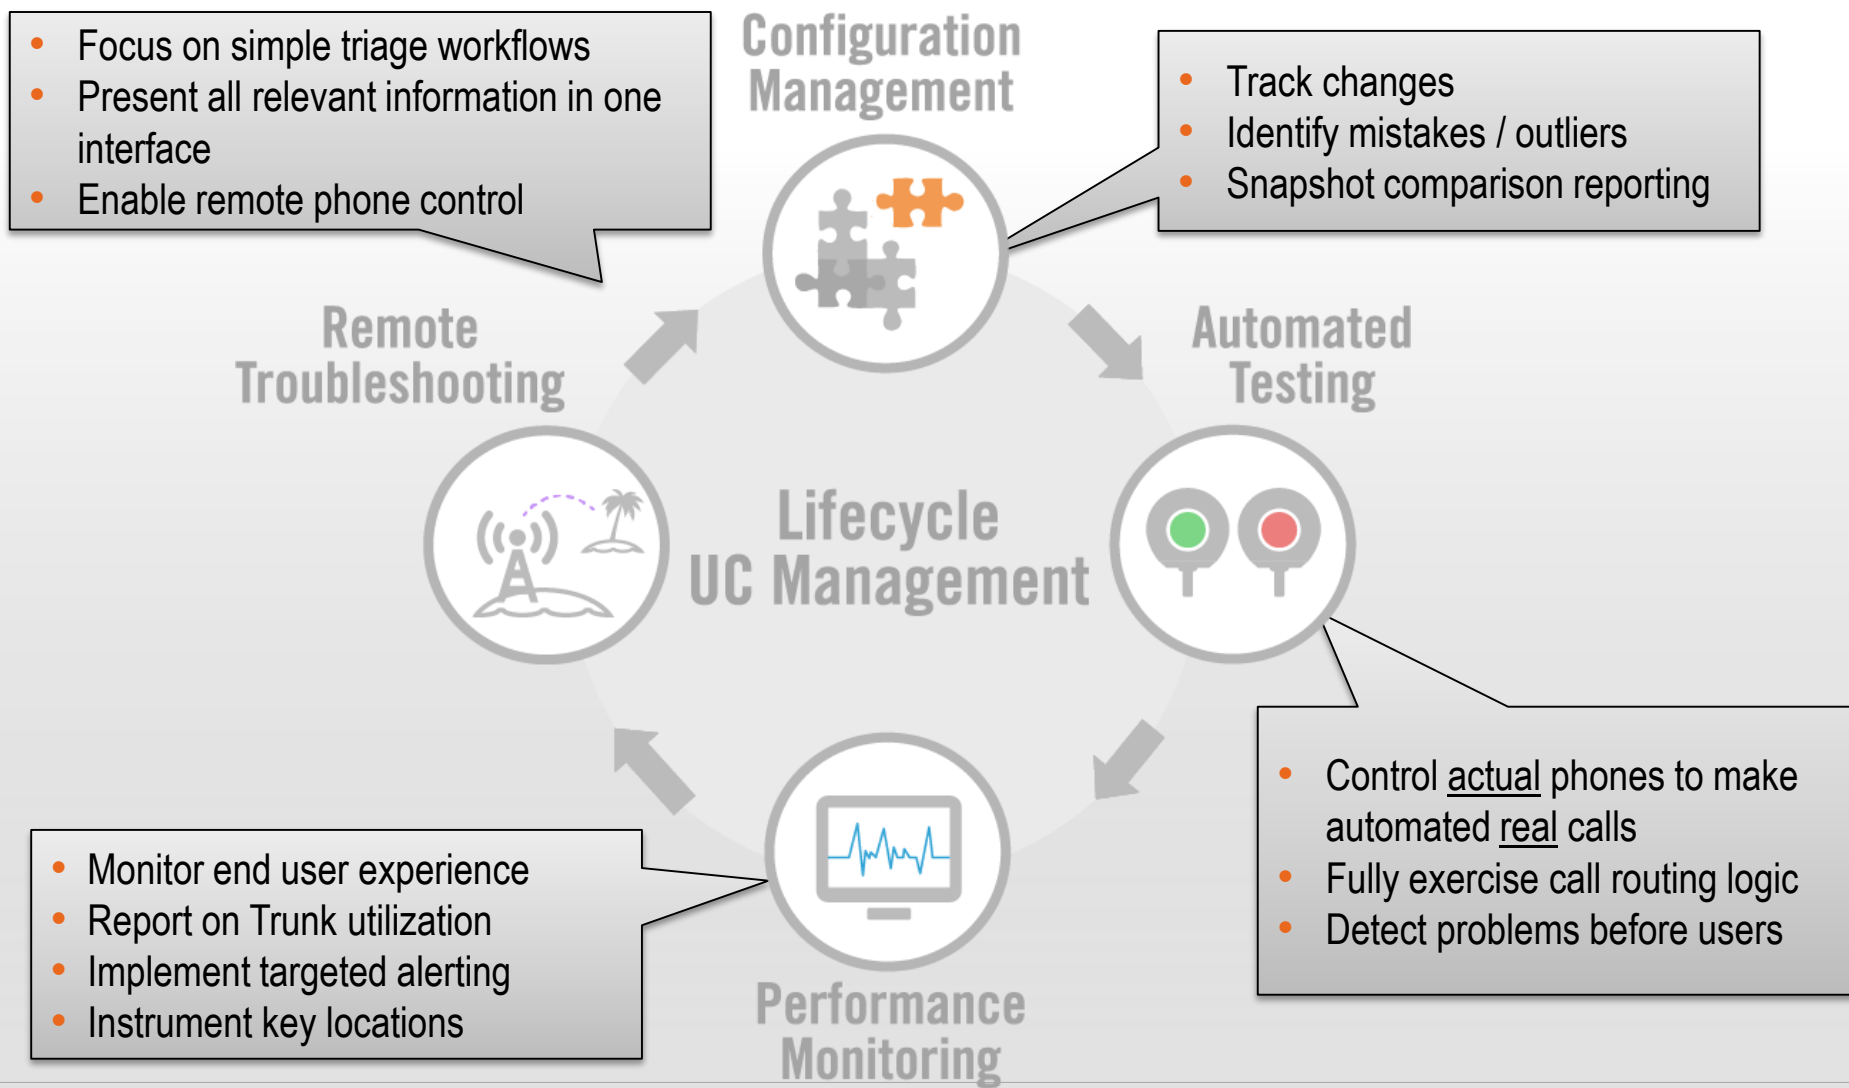 • Focus on simple triage workflows
• Present all relevant information in one
interface
• Enable remote phone control
Configuration
Management
• Track changes
• Identify mistakes / outliers
• Snapshot comparison reporting
Remote
Troubleshooting
Automated
Testing
Lifecycle
UC Management
• Control actual phones to make
automated real calls
• Fully exercise call routing logic
• Detect problems before users
• Monitor end user experience
• Report on Trunk utilization
• Implement targeted alerting
• Instrument key locations
Performance
Monitoring